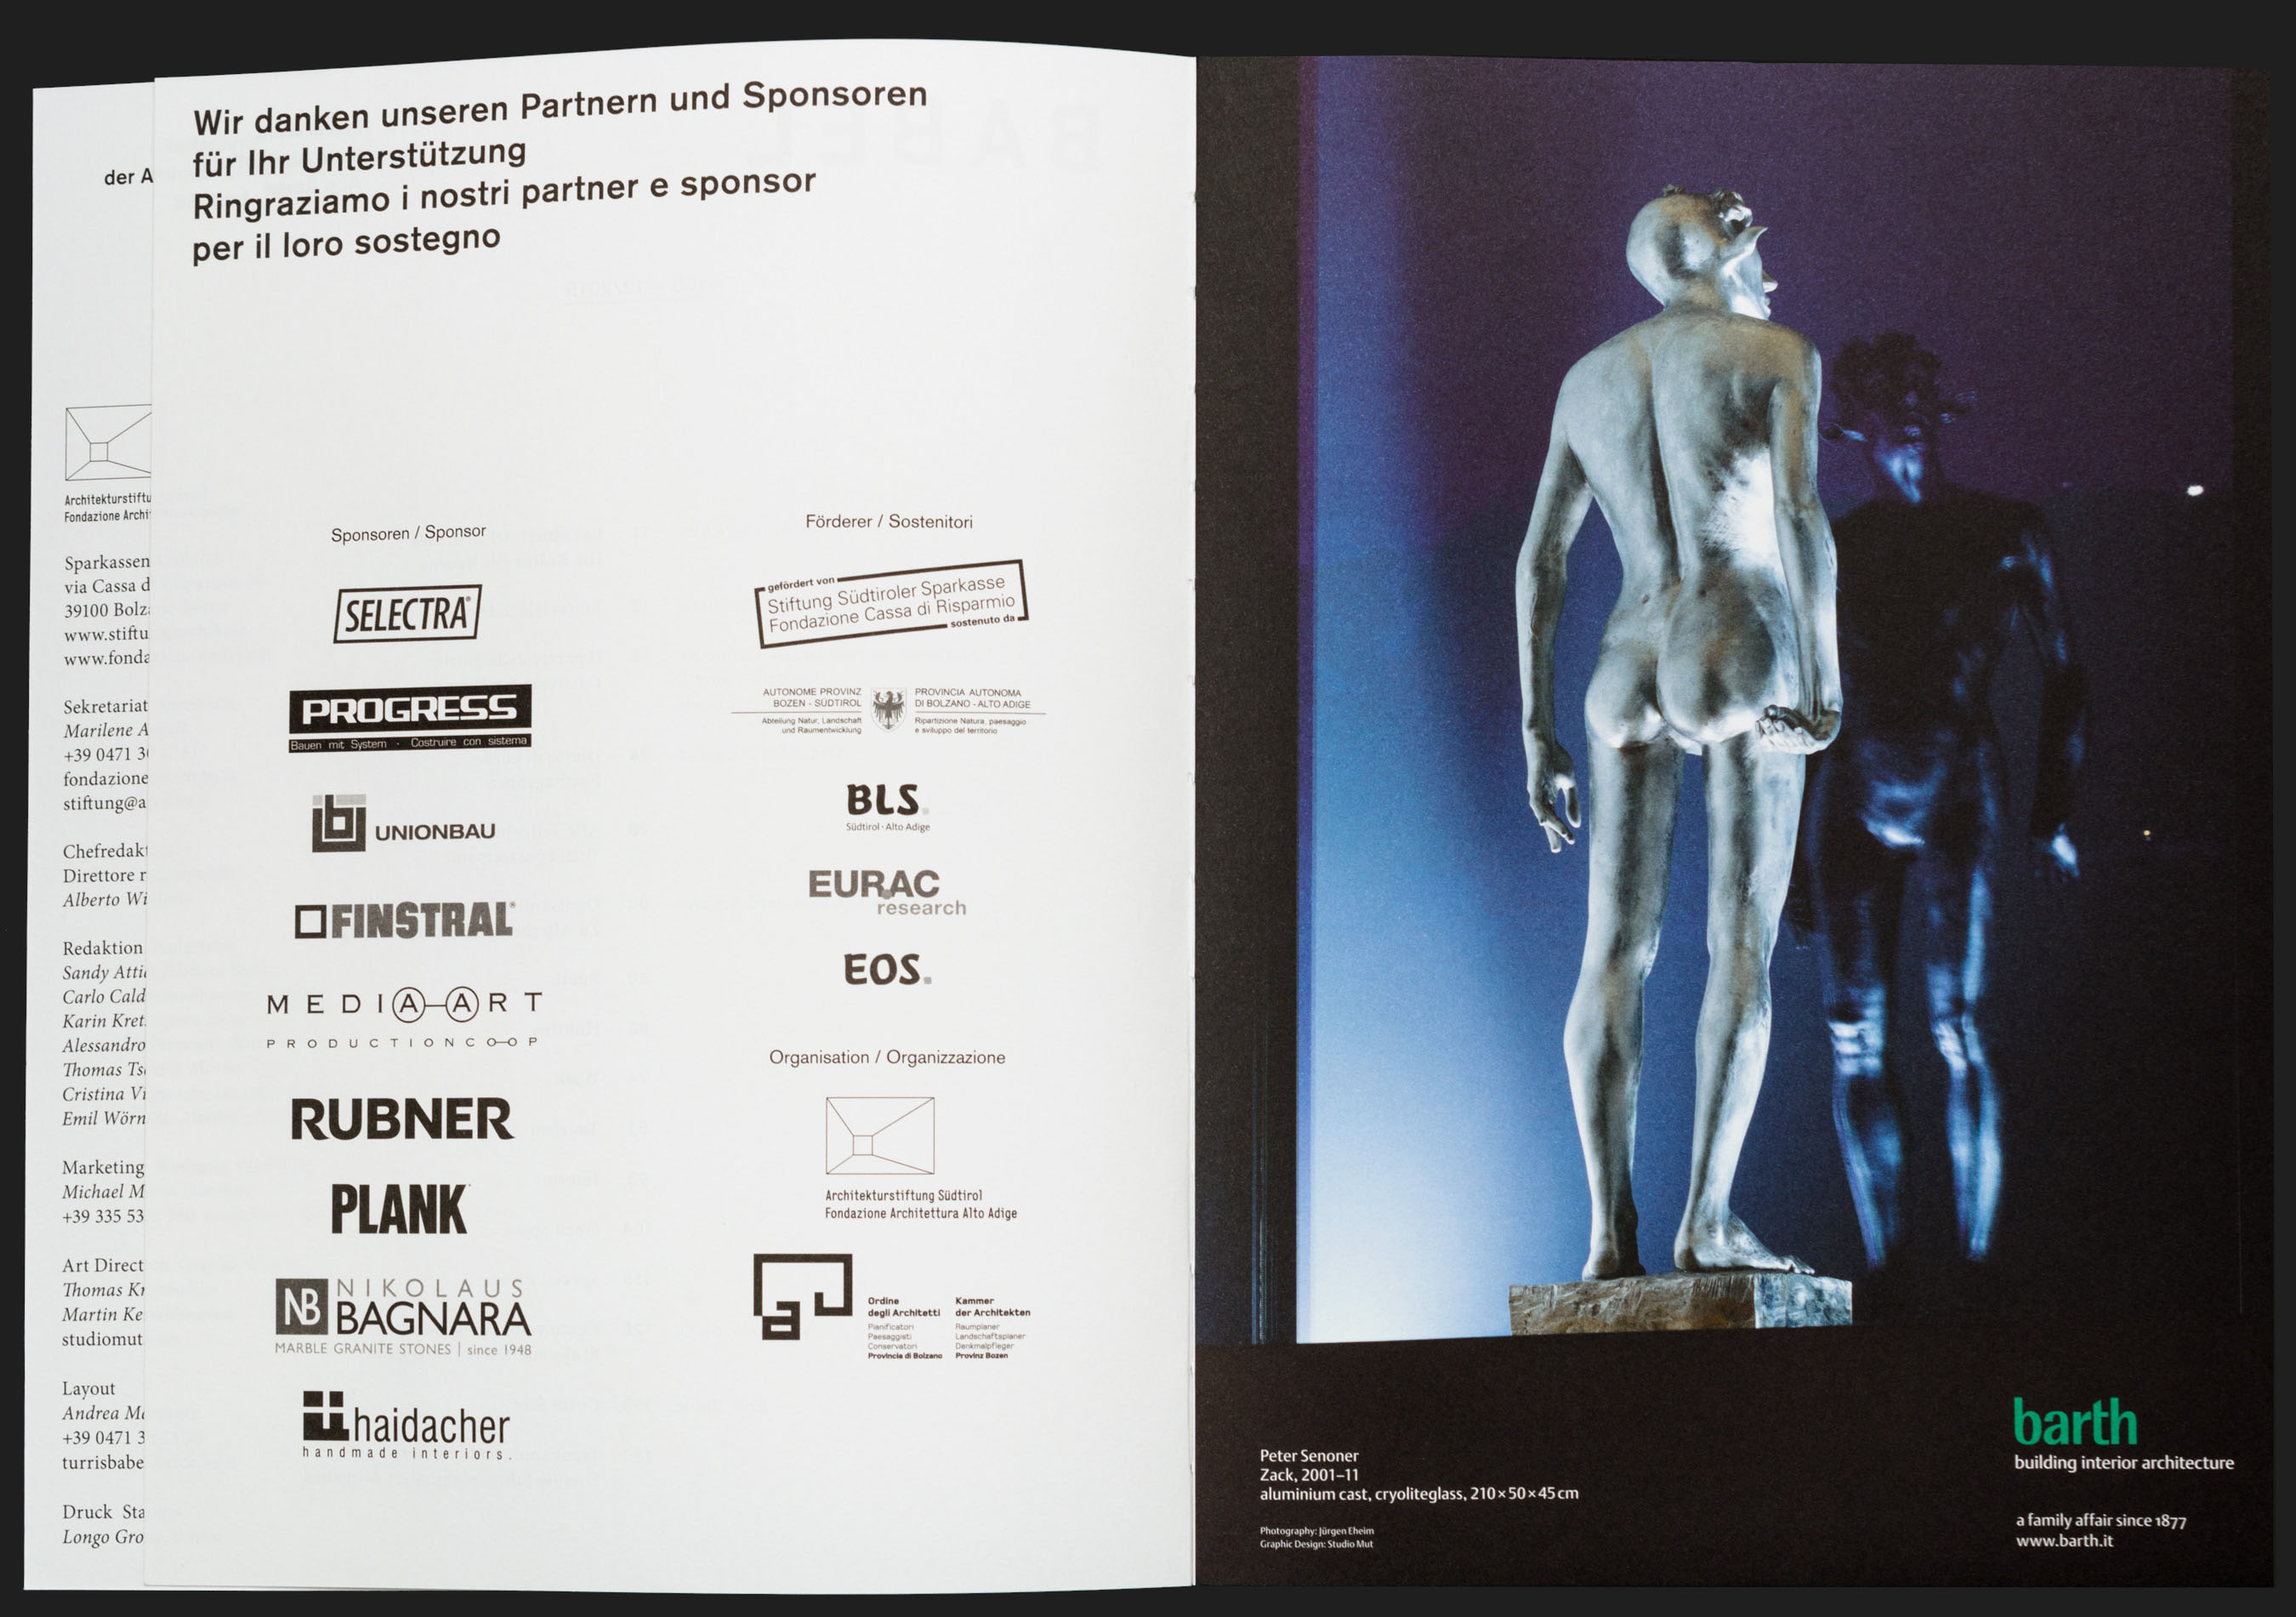 der A
Architekturstiftu
Fondazione Archi
Sparkassen
via Cassa d
39100 Bolz
www.stiftu
www.fonda
Sekretariat
Marilene A
+39 0471 3
fondazione
stiftung@a
Chefredak
Direttore r
Alberto Wi
Redaktion
Sandy Atti
Carlo Cald
Karin Kret
Alessandro
Thomas Ts
Cristina Vi
Emil Wörn
Marketing
Michael M
+39 335 53
Art Direct
Thomas Kr
Martin Ke
studiomut
Layout
Andrea Ma
+39 0471 3
turrisbabe
Druck Sta
Longo Gro
Wir danken unseren Partnern und Sponsoren
für Ihr Unterstützung
Ringraziamo i nostri partner e sponsor
per il loro sostegno
Sponsoren / Sponsor
SELECTRA®
PROGRESS
Bauen mit System · Costruire con sistema
UNIONBAU
FINSTRAL®
MEDIA-ART
PRODUCTIONCO-OP
RUBNER
PLANK
NB NIKOLAUS
BAGNARA
MARBLE GRANITE STONES | since 1948
haidacher
handmade interiors.
Förderer / Sostenitori
gefördert von
Stiftung Südtiroler Sparkasse
Fondazione Cassa di Risparmio
sostenuto da
AUTONOME PROVINZ
BOZEN - SÜDTIROL
Abteilung Natur, Landschaft
und Raumentwicklung
PROVINCIA AUTONOMA
DI BOLZANO - ALTO ADIGE
Ripartizione Natura, paesaggio
e sviluppo del territorio
BLS.
Südtirol · Alto Adige
EURAC
research
EOS.
Organisation / Organizzazione
Architekturstiftung Südtirol
Fondazione Architettura Alto Adige
Ordine
degli Architetti
Pianificatori
Paesaggisti
Conservatori
Provincia di Bolzano
Kammer
der Architekten
Raumplaner
Landschaftsplaner
Denkmalpfleger
Provinz Bozen
Peter Senoner
Zack, 2001–11
aluminium cast, cryoliteglass, 210×50×45cm
Photography: Jürgen Eheim
Graphic Design: Studio Mut
barth
building interior architecture
a family affair since 1877
www.barth.it